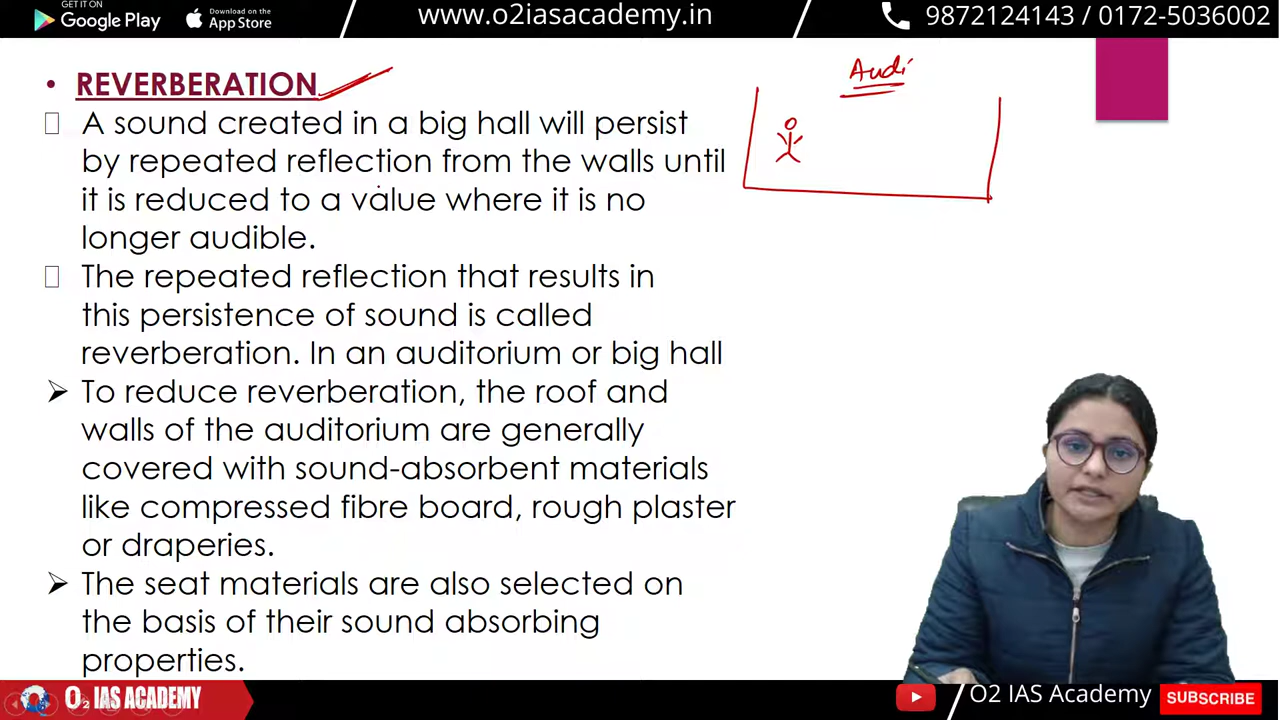 GET IT ON
Google Play
Download on the
App Store
www.o2iasacademy.in
9872124143 / 0172-5036002
• REVERBERATION
Audi
A sound created in a big hall will persist
by repeated reflection from the walls until
it is reduced to a value where it is no
longer audible.
The repeated reflection that results in
this persistence of sound is called
reverberation. In an auditorium or big hall
➢ To reduce reverberation, the roof and
walls of the auditorium are generally
covered with sound-absorbent materials
like compressed fibre board, rough plaster
or draperies.
➢ The seat materials are also selected on
the basis of their sound absorbing
properties.
O2 IAS ACADEMY
O2 IAS Academy
SUBSCRIBE